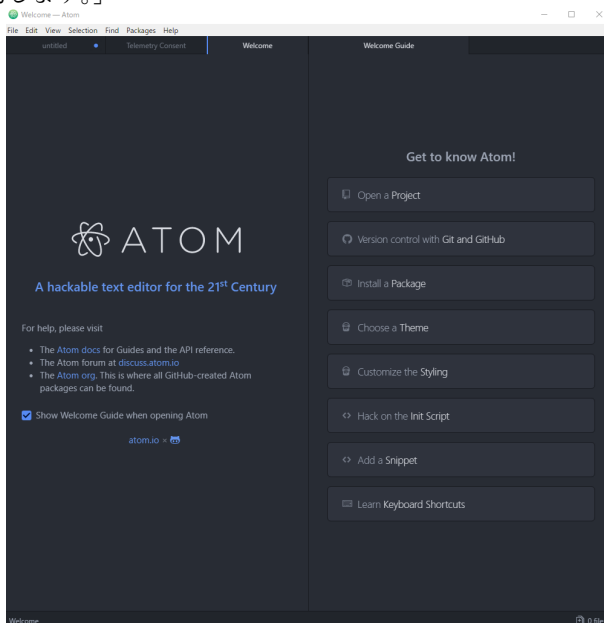 します。」
Welcome — Atom
File Edit View Selection Find Packages Help
untitled Telemetry Consent Welcome Welcome Guide
ATOM
A hackable text editor for the 21st Century
For help, please visit
• The Atom docs for Guides and the API reference.
• The Atom forum at discuss.atom.io
• The Atom org. This is where all GitHub-created Atom
packages can be found.
Show Welcome Guide when opening Atom
atom.io ×
Get to know Atom!
Open a Project
Version control with Git and GitHub
Install a Package
Choose a Theme
Customize the Styling
Hack on the Init Script
Add a Snippet
Learn Keyboard Shortcuts
Welcome
0 file